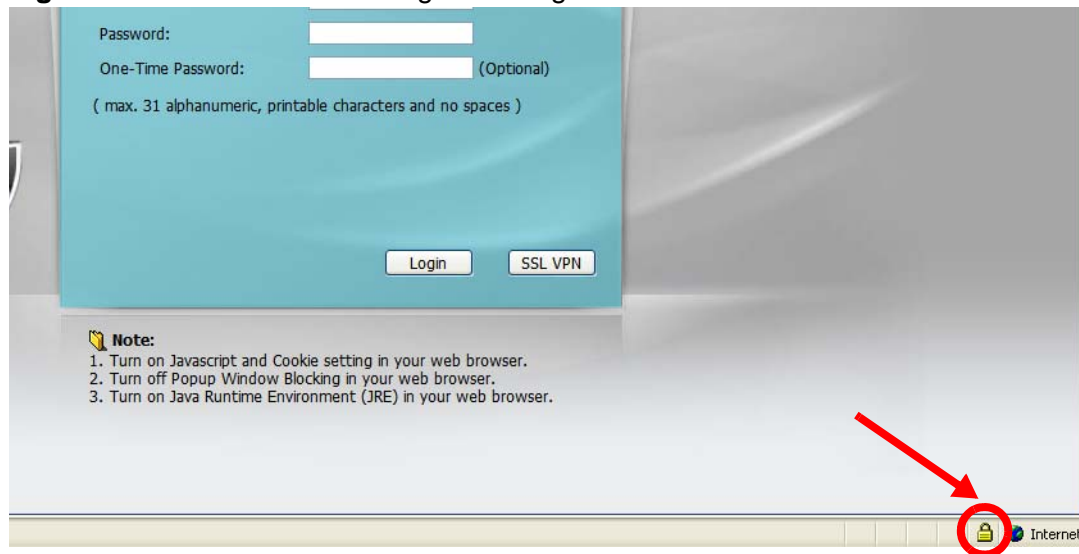 Password:
One-Time Password: (Optional)
( max. 31 alphanumeric, printable characters and no spaces )
Login SSL VPN
Note:
1. Turn on Javascript and Cookie setting in your web browser.
2. Turn off Popup Window Blocking in your web browser.
3. Turn on Java Runtime Environment (JRE) in your web browser.
Internet